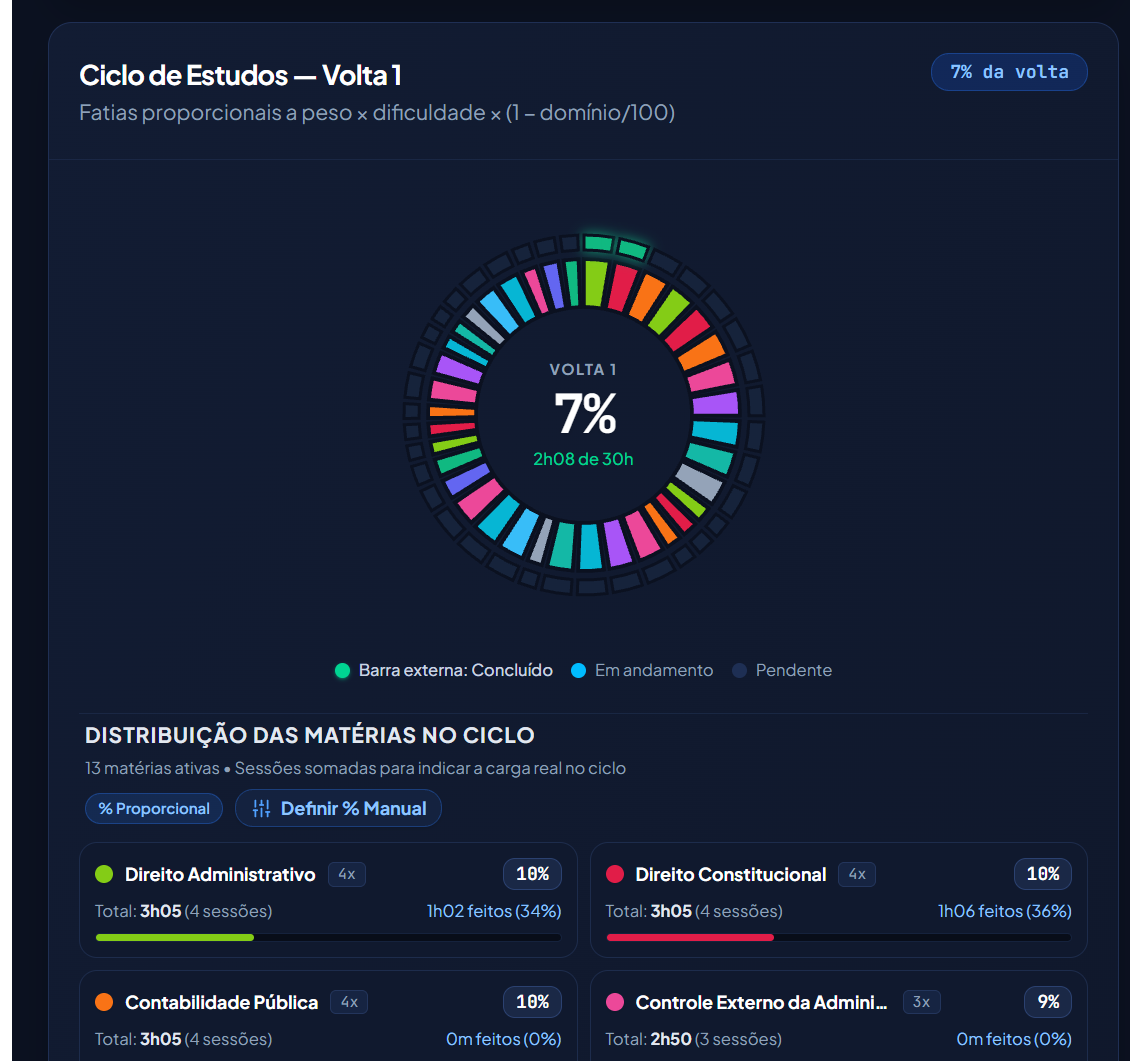 Ciclo de Estudos — Volta 1
7% da volta
Fatias proporcionais a peso × dificuldade × (1 – domínio/100)
VOLTA 1
7%
2h08 de 30h
Barra externa: Concluído Em andamento Pendente
DISTRIBUIÇÃO DAS MATÉRIAS NO CICLO
13 matérias ativas • Sessões somadas para indicar a carga real no ciclo
% Proporcional Definir % Manual
Direito Administrativo 4x 10%
Total: 3h05 (4 sessões) 1h02 feitos (34%)
Direito Constitucional 4x 10%
Total: 3h05 (4 sessões) 1h06 feitos (36%)
Contabilidade Pública 4x 10%
Total: 3h05 (4 sessões) 0m feitos (0%)
Controle Externo da Admini... 3x 9%
Total: 2h50 (3 sessões) 0m feitos (0%)